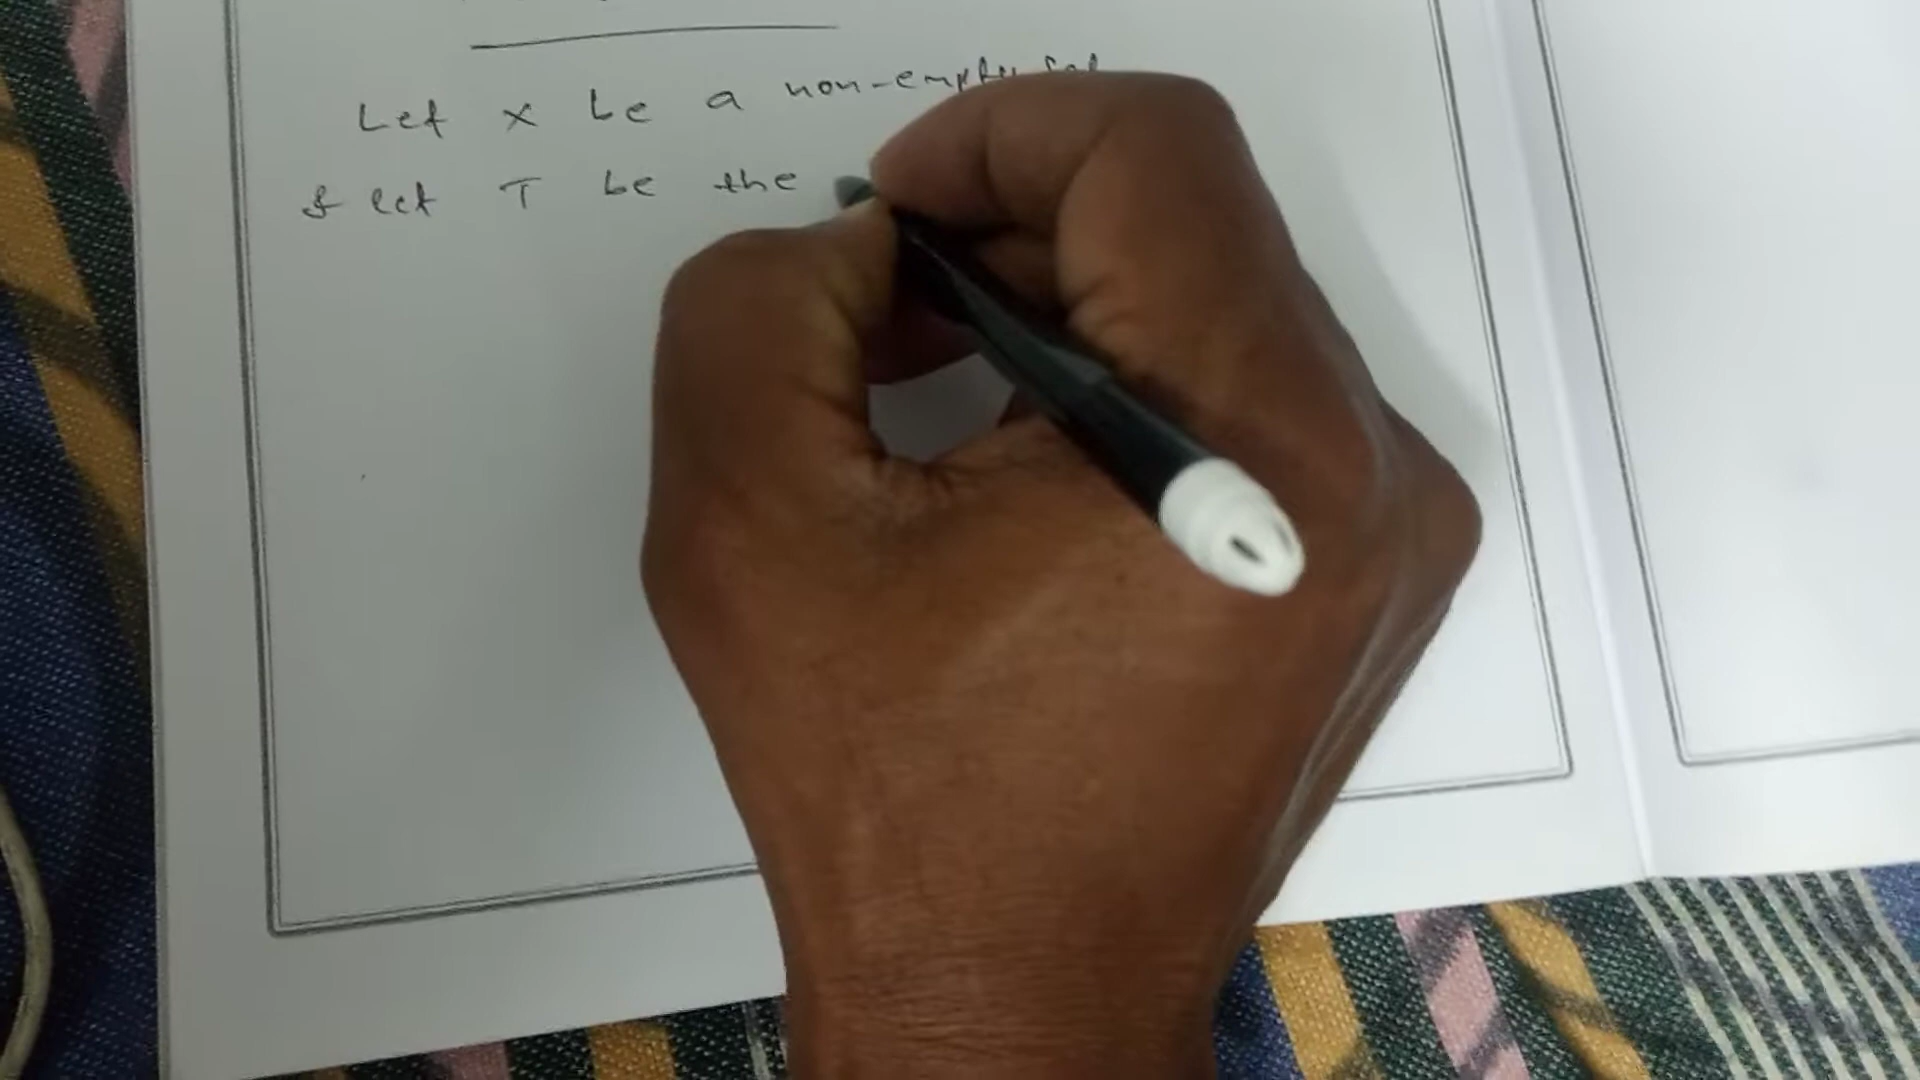 Let x be a non-empty set
& let T be the